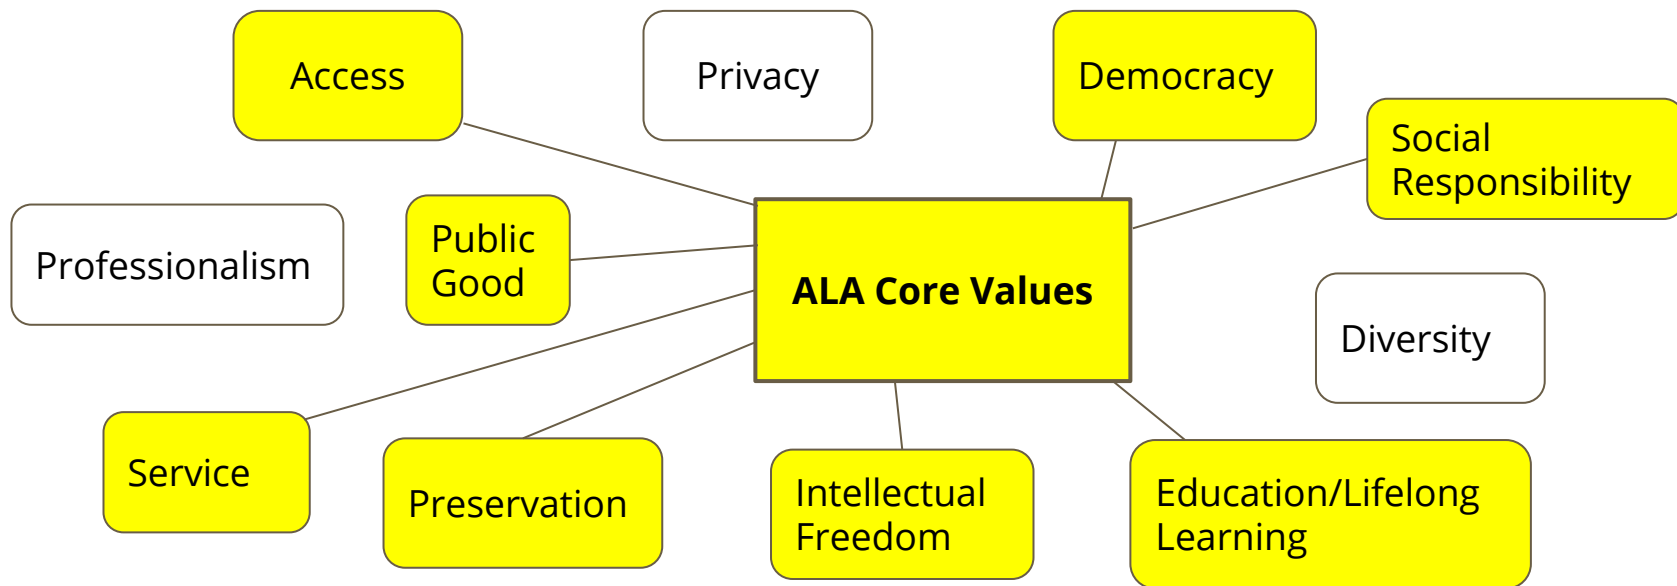 Access
Privacy
Democracy
Social
Responsibility
Professionalism
Public
Good
ALA Core Values
Diversity
Service
Preservation
Intellectual
Freedom
Education/Lifelong
Learning